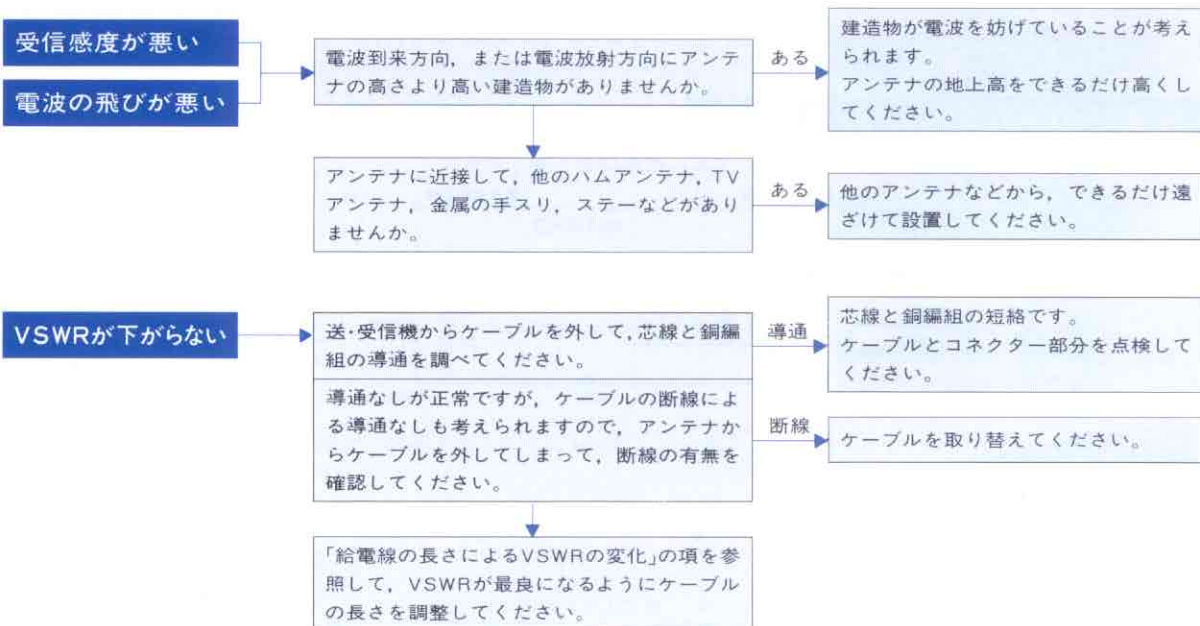 受信感度が悪い
電波の飛びが悪い
電波到来方向，または電波放射方向にアンテ
ナの高さより高い建造物がありませんか。
ある
建造物が電波を妨げていることが考え
られます。
アンテナの地上高をできるだけ高くし
てください。
アンテナに近接して，他のハムアンテナ，TV
アンテナ，金属の手スリ，ステーなどがあり
ませんか。
ある
他のアンテナなどから，できるだけ遠
ざけて設置してください。
VSWRが下がらない
送･受信機からケーブルを外して，芯線と銅編
組の導通を調べてください。
導通
芯線と銅編組の短絡です。
ケーブルとコネクター部分を点検して
ください。
導通なしが正常ですが，ケーブルの断線によ
る導通なしも考えられますので，アンテナか
らケーブルを外してしまって，断線の有無を
確認してください。
断線
ケーブルを取り替えてください。
｢給電線の長さによるVSWRの変化｣の項を参
照して，VSWRが最良になるようにケーブル
の長さを調整してください。